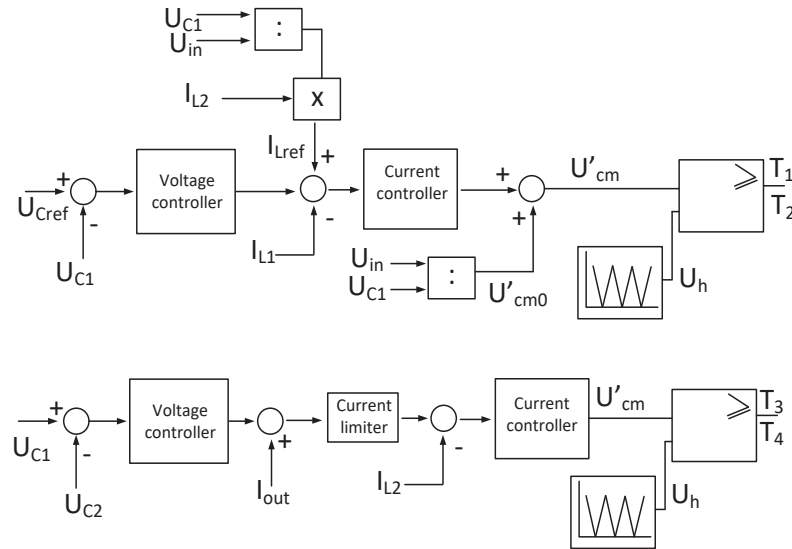 U_C1
U_in
:
I_L2
x
I_Lref
+
U_Cref
+
-
U_C1
Voltage
controller
-
I_L1
Current
controller
+
+
U_in
U_C1
:
U'_cm0
U'_cm
U_h
≥
T_1
T_2
U_C1
+
-
U_C2
Voltage
controller
+
I_out
Current
limiter
-
I_L2
Current
controller
U'_cm
U_h
≥
T_3
T_4